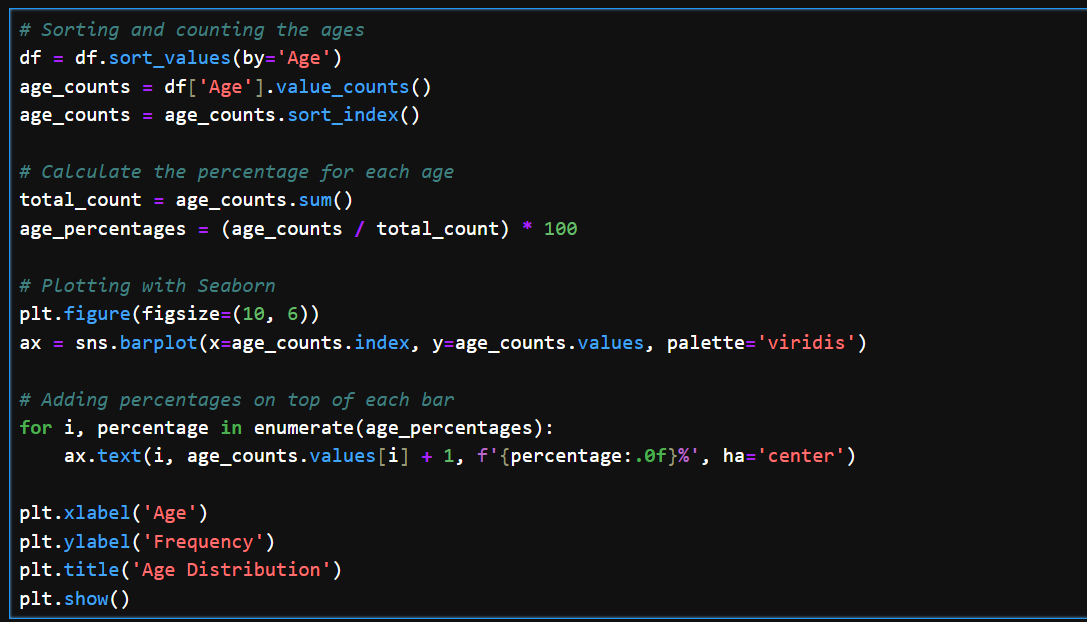 # Sorting and counting the ages
df = df.sort_values(by='Age')
age_counts = df['Age'].value_counts()
age_counts = age_counts.sort_index()

# Calculate the percentage for each age
total_count = age_counts.sum()
age_percentages = (age_counts / total_count) * 100

# Plotting with Seaborn
plt.figure(figsize=(10, 6))
ax = sns.barplot(x=age_counts.index, y=age_counts.values, palette='viridis')

# Adding percentages on top of each bar
for i, percentage in enumerate(age_percentages):
    ax.text(i, age_counts.values[i] + 1, f'{percentage:.0f}%', ha='center')

plt.xlabel('Age')
plt.ylabel('Frequency')
plt.title('Age Distribution')
plt.show()